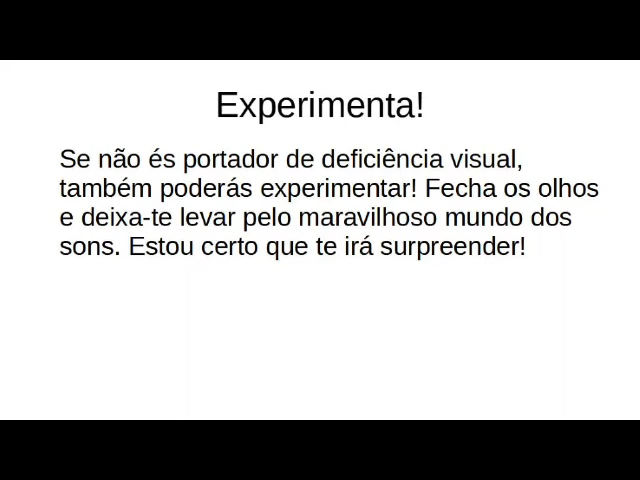 Experimenta!
Se não és portador de deficiência visual,
também poderás experimentar! Fecha os olhos
e deixa-te levar pelo maravilhoso mundo dos
sons. Estou certo que te irá surpreender!